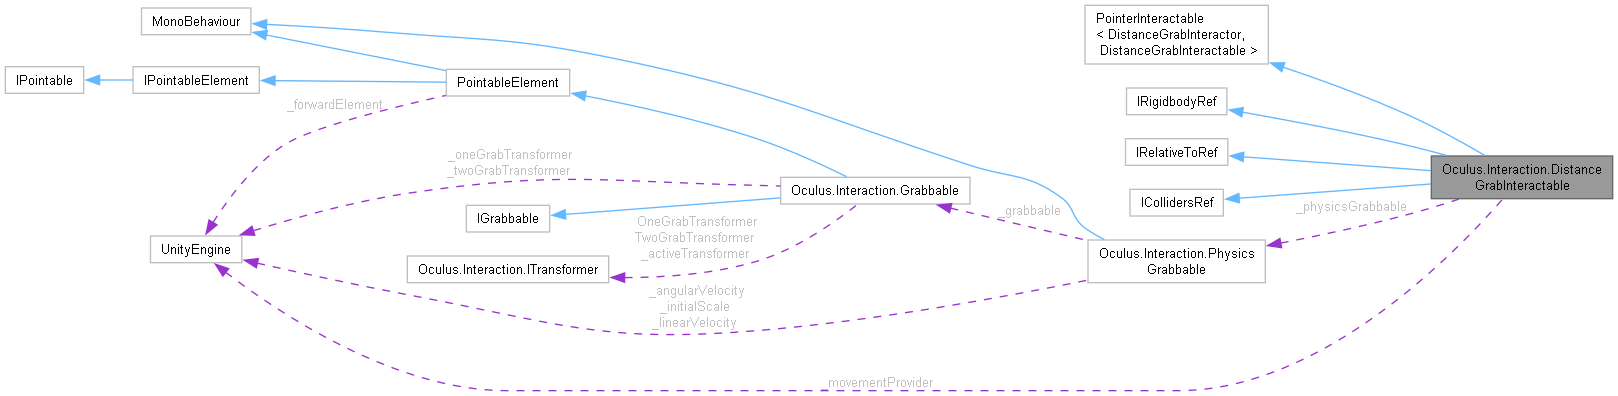 MonoBehaviour
PointerInteractable
< DistanceGrabInteractor,
DistanceGrabInteractable >
IPointable
IPointableElement
PointableElement
_forwardElement
IRigidbodyRef
_oneGrabTransformer
_twoGrabTransformer
IRelativeToRef
Oculus.Interaction.Distance
GrabInteractable
Oculus.Interaction.Grabbable
ICollidersRef
_grabbable
_physicsGrabbable
IGrabbable
OneGrabTransformer
TwoGrabTransformer
_activeTransformer
UnityEngine
Oculus.Interaction.ITransformer
Oculus.Interaction.Physics
Grabbable
_angularVelocity
_initialScale
_linearVelocity
_movementProvider